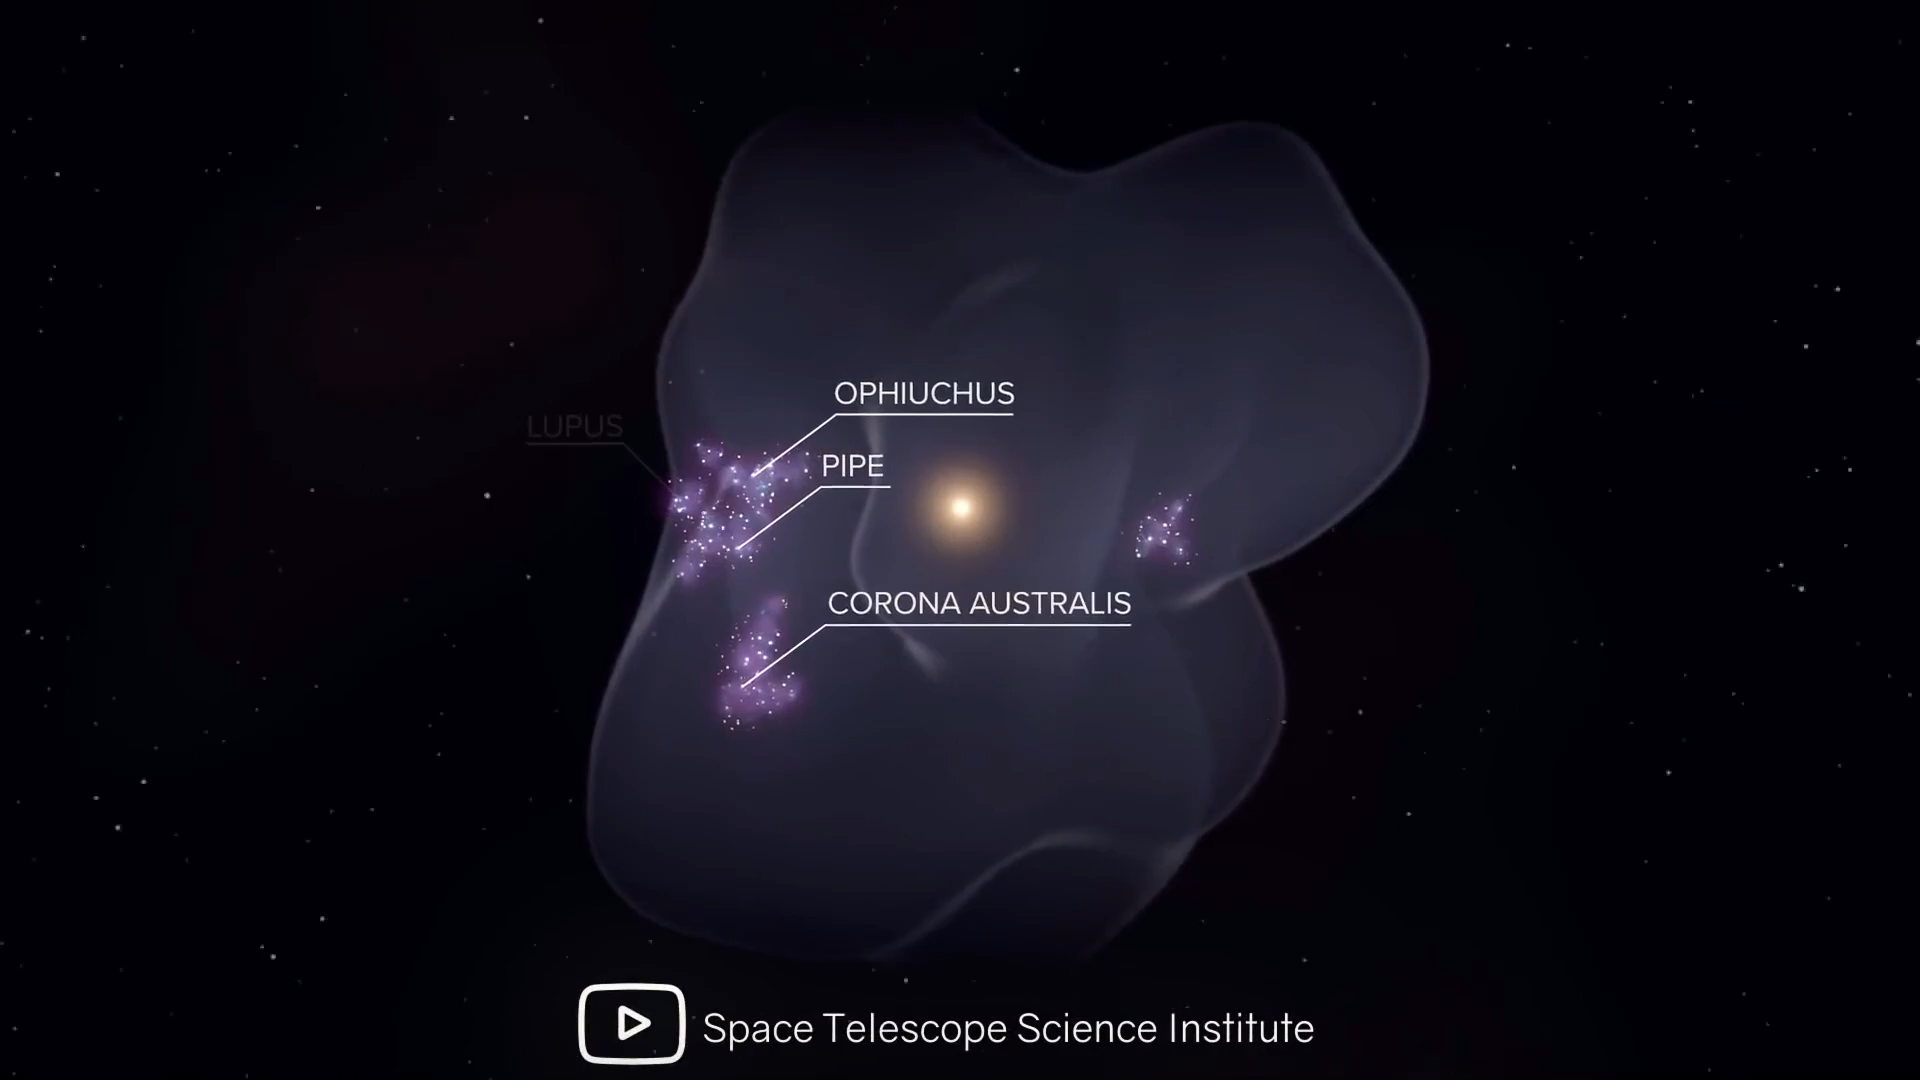 OPHIUCHUS
LUPUS
PIPE
CORONA AUSTRALIS
Space Telescope Science Institute